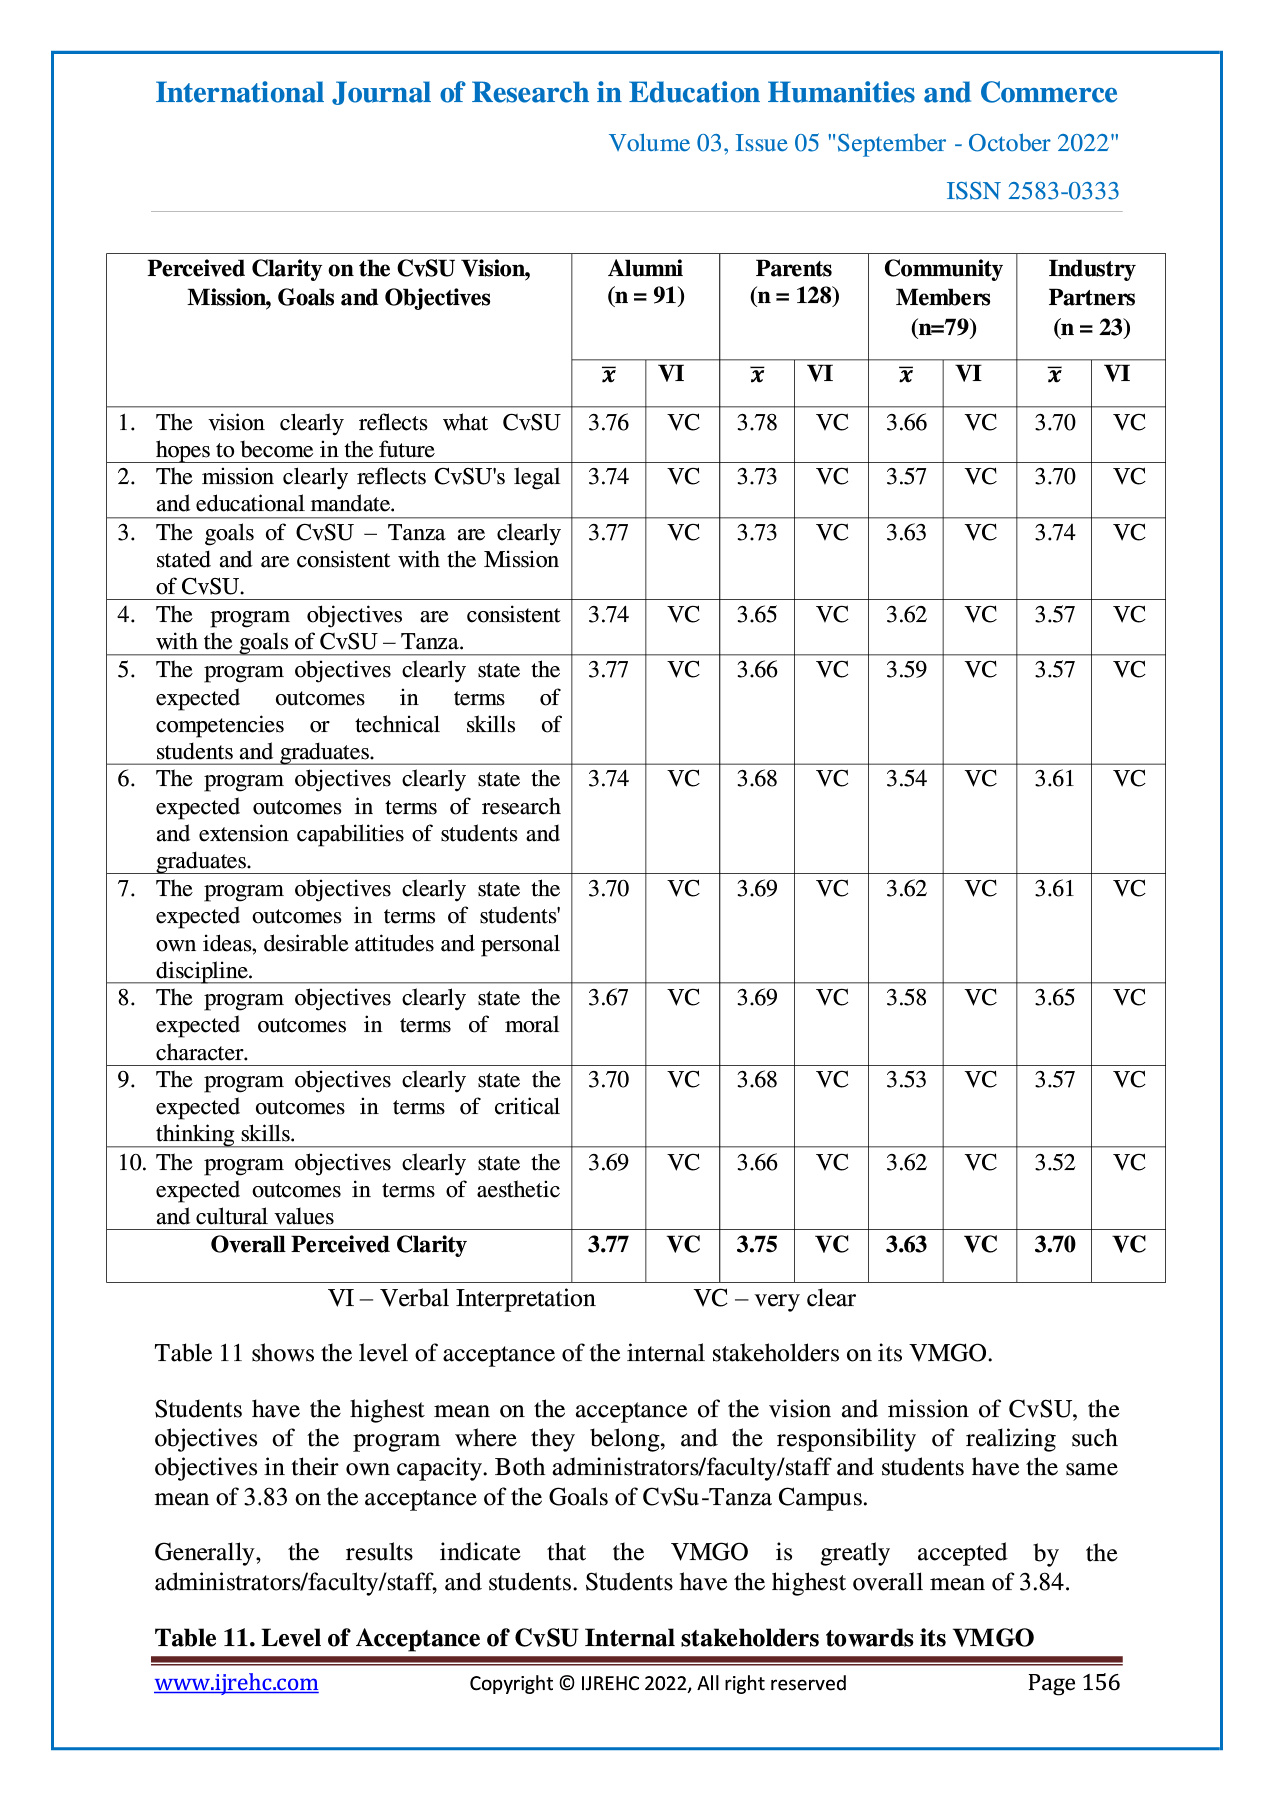 International Journal of Research in Education Humanities and Commerce
Volume 03, Issue 05 "September - October 2022"
ISSN 2583-0333
Perceived Clarity on the CvSU Vision, Mission, Goals and Objectives | Alumni (n = 91) | Parents (n = 128) | Community Members (n=79) | Industry Partners (n = 23)
x̅ VI x̅ VI x̅ VI x̅ VI
1. The vision clearly reflects what CvSU 3.76 VC 3.78 VC 3.66 VC 3.70 VC
hopes to become in the future
2. The mission clearly reflects CvSU's legal 3.74 VC 3.73 VC 3.57 VC 3.70 VC
and educational mandate.
3. The goals of CvSU – Tanza are clearly 3.77 VC 3.73 VC 3.63 VC 3.74 VC
stated and are consistent with the Mission
of CvSU.
4. The program objectives are consistent 3.74 VC 3.65 VC 3.62 VC 3.57 VC
with the goals of CvSU – Tanza.
5. The program objectives clearly state the 3.77 VC 3.66 VC 3.59 VC 3.57 VC
expected outcomes in terms of
competencies or technical skills of
students and graduates.
6. The program objectives clearly state the 3.74 VC 3.68 VC 3.54 VC 3.61 VC
expected outcomes in terms of research
and extension capabilities of students and
graduates.
7. The program objectives clearly state the 3.70 VC 3.69 VC 3.62 VC 3.61 VC
expected outcomes in terms of students'
own ideas, desirable attitudes and personal
discipline.
8. The program objectives clearly state the 3.67 VC 3.69 VC 3.58 VC 3.65 VC
expected outcomes in terms of moral
character.
9. The program objectives clearly state the 3.70 VC 3.68 VC 3.53 VC 3.57 VC
expected outcomes in terms of critical
thinking skills.
10. The program objectives clearly state the 3.69 VC 3.66 VC 3.62 VC 3.52 VC
expected outcomes in terms of aesthetic
and cultural values
Overall Perceived Clarity 3.77 VC 3.75 VC 3.63 VC 3.70 VC
VI – Verbal Interpretation VC – very clear
Table 11 shows the level of acceptance of the internal stakeholders on its VMGO.
Students have the highest mean on the acceptance of the vision and mission of CvSU, the
objectives of the program where they belong, and the responsibility of realizing such
objectives in their own capacity. Both administrators/faculty/staff and students have the same
mean of 3.83 on the acceptance of the Goals of CvSu-Tanza Campus.
Generally, the results indicate that the VMGO is greatly accepted by the
administrators/faculty/staff, and students. Students have the highest overall mean of 3.84.
Table 11. Level of Acceptance of CvSU Internal stakeholders towards its VMGO
www.ijrehc.com Copyright © IJREHC 2022, All right reserved Page 156